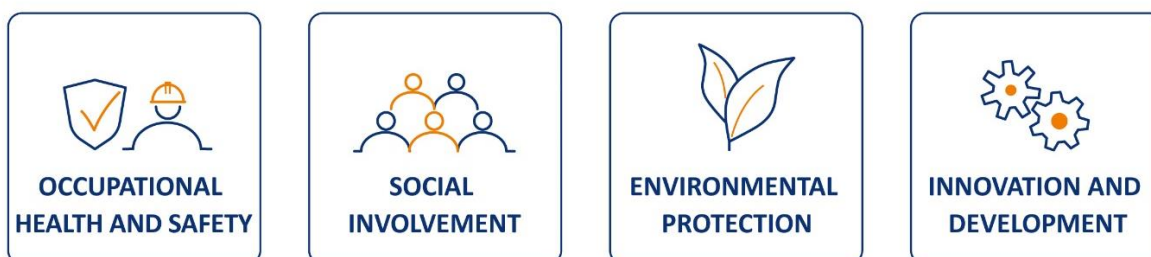 OCCUPATIONAL
HEALTH AND SAFETY
SOCIAL
INVOLVEMENT
ENVIRONMENTAL
PROTECTION
INNOVATION AND
DEVELOPMENT